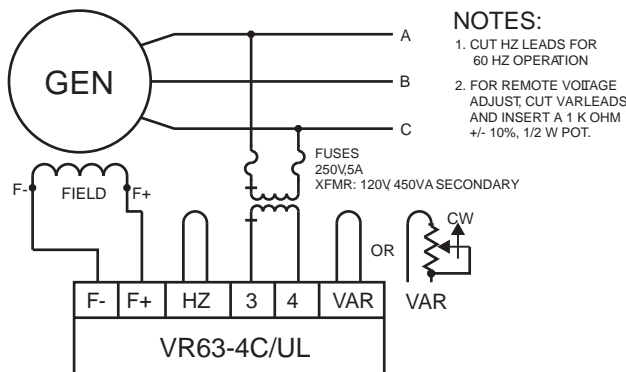 NOTES:
1. CUT HZ LEADS FOR
60 HZ OPERATION
2. FOR REMOTE VOLTAGE
ADJUST, CUT VARLEADS
AND INSERT A 1 K OHM
+/- 10%, 1/2 W POT.
GEN
A
B
C
FUSES
250V,5A
XFMR: 120V, 450VA SECONDARY
F-
FIELD
F+
CW
OR
F-
F+
HZ
3
4
VAR
VAR
VR63-4C/UL